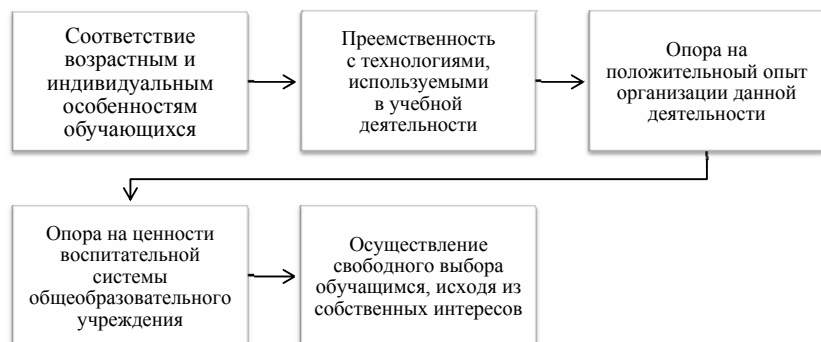 Соответствие
возрастным и
индивидуальным
особенностям
обучающихся
Преемственность
с технологиями,
используемыми
в учебной
деятельности
Опора на
положительноый опыт
организации данной
деятельности
Опора на ценности
воспитательной
системы
общеобразовательного
учреждения
Осуществление
свободного выбора
обучащимся, исходя из
собственных интересов